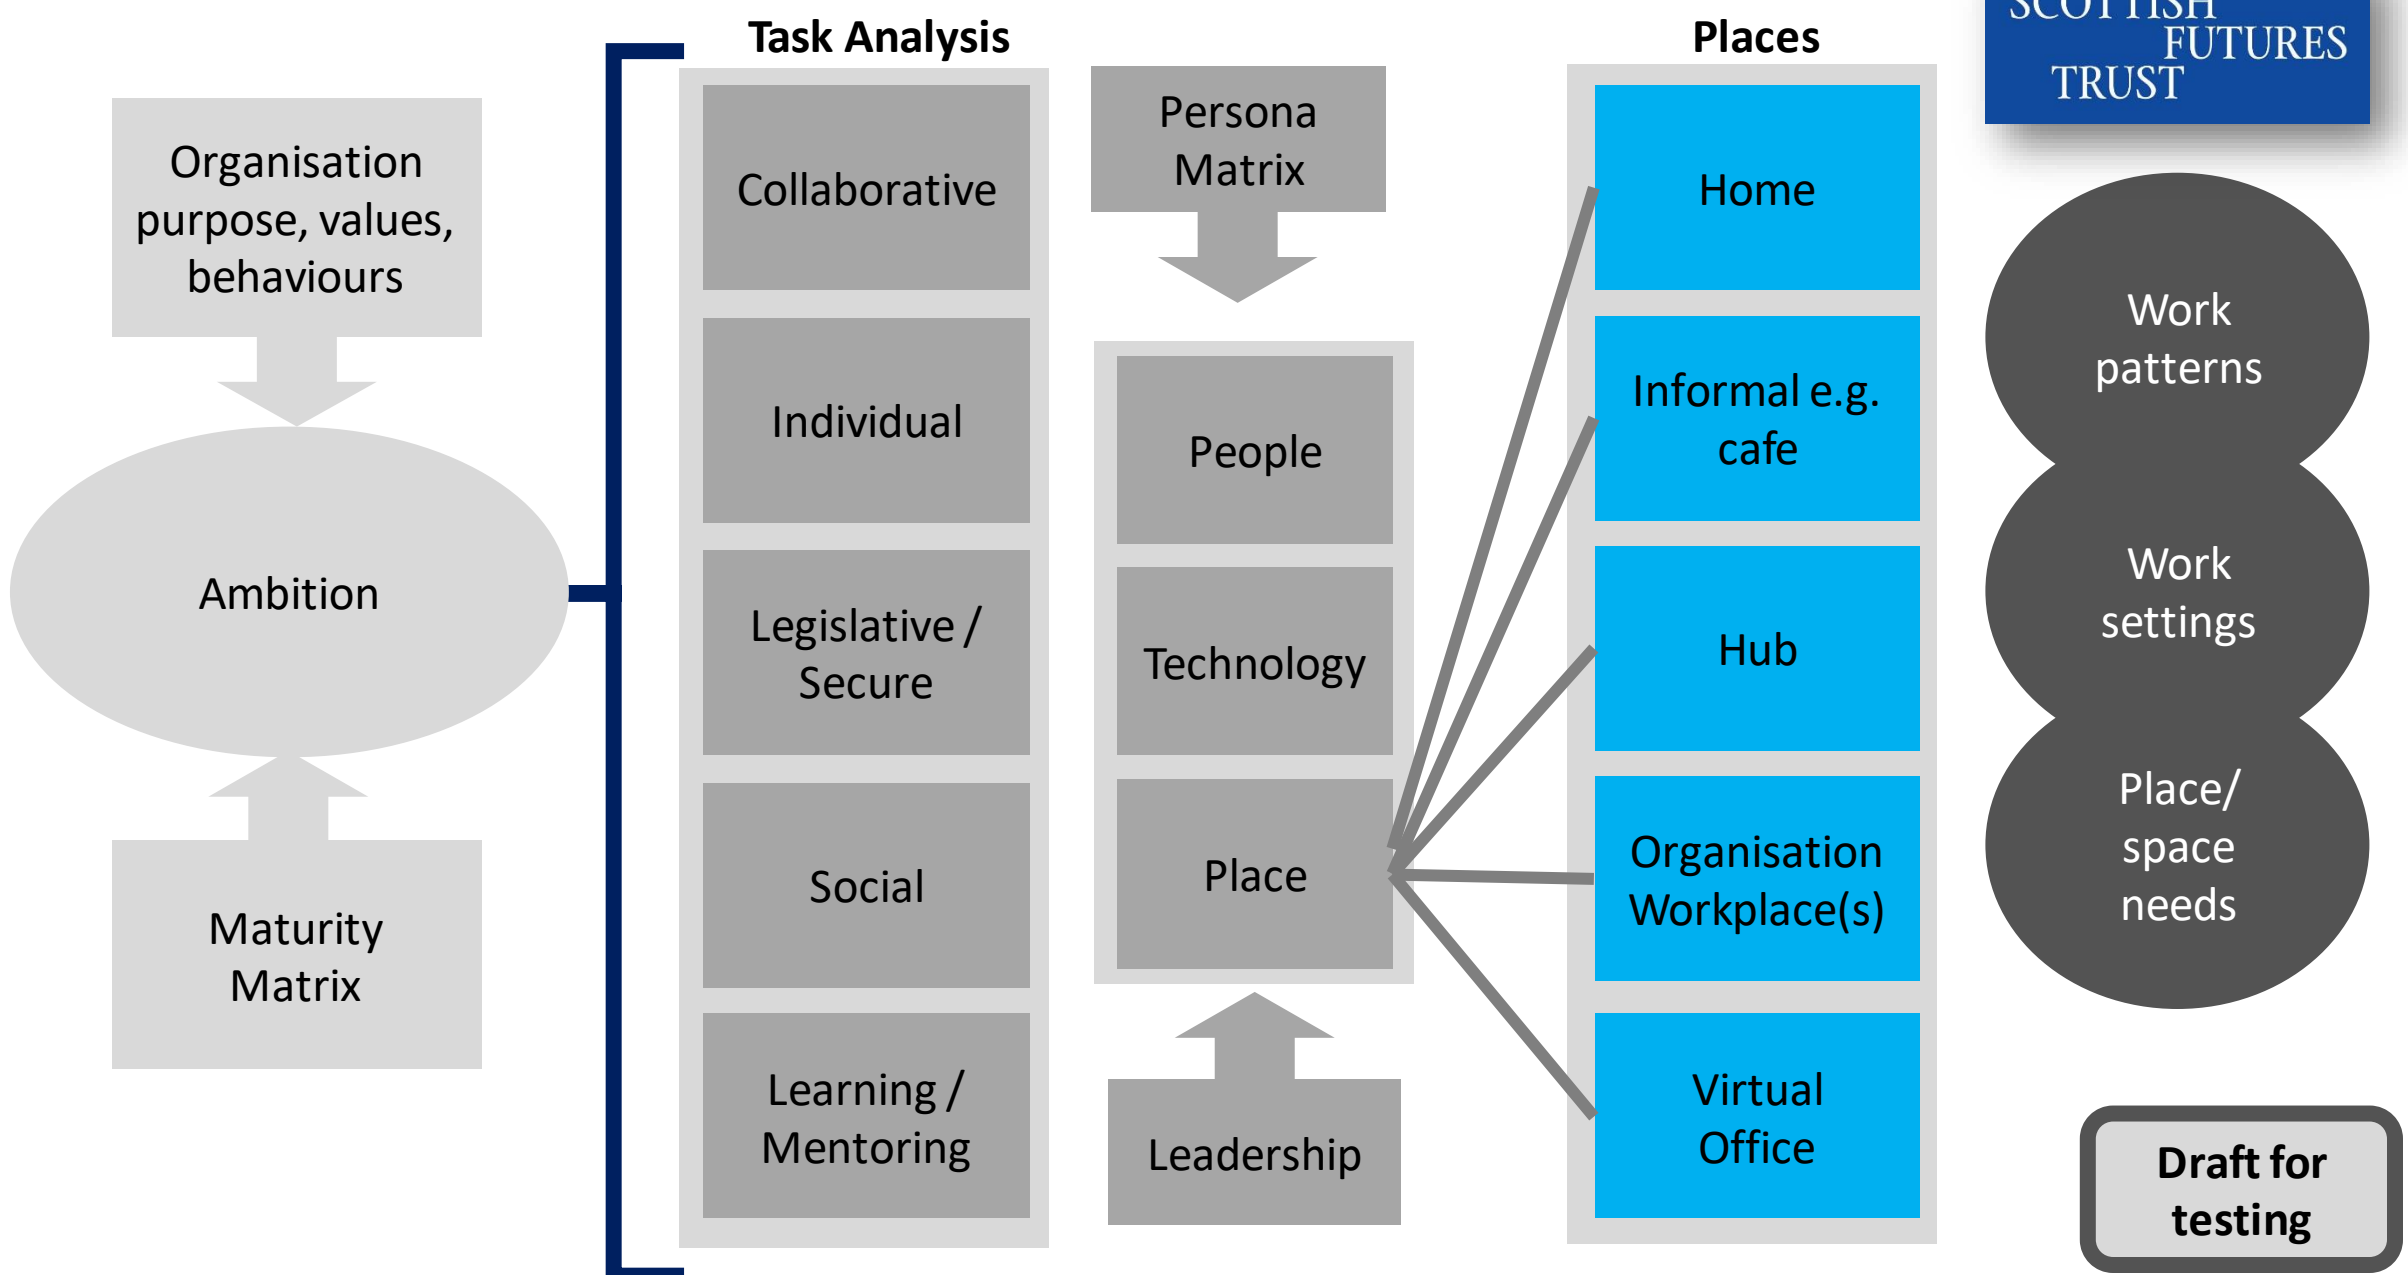 Organisation
purpose, values,
behaviours
Ambition
Maturity
Matrix
Task Analysis
Collaborative
Individual
Legislative /
Secure
Social
Learning /
Mentoring
Persona
Matrix
People
Technology
Place
Leadership
Places
Home
Informal e.g.
cafe
Hub
Organisation
Workplace(s)
Virtual
Office
SCOTTISH
FUTURES
TRUST
Work
patterns
Work
settings
Place/
space
needs
Draft for
testing